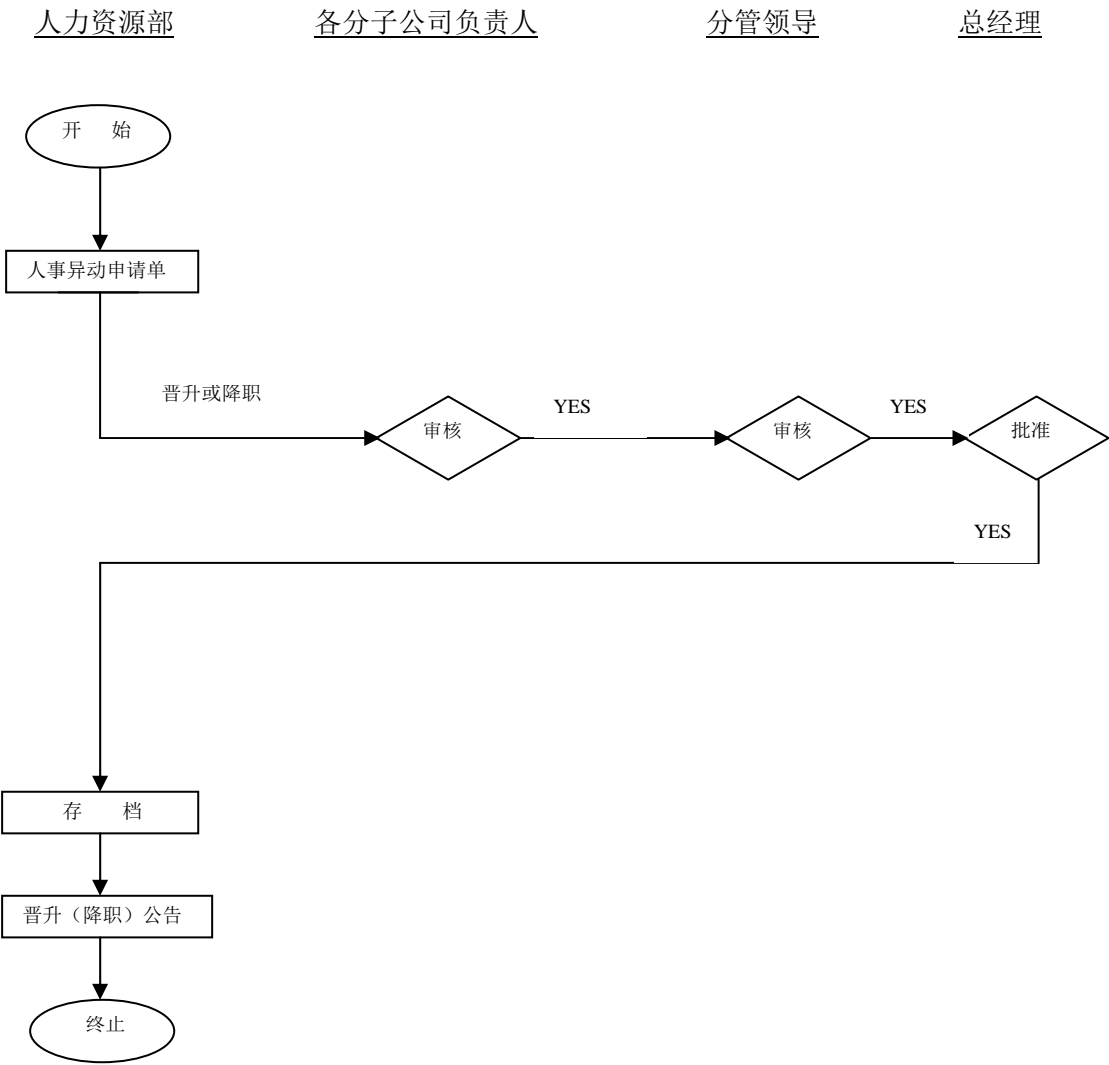 人力资源部 各分子公司负责人 分管领导 总经理
开 始
人事异动申请单
晋升或降职
审核
YES
审核
YES
批准
YES
存 档
晋升（降职）公告
终止